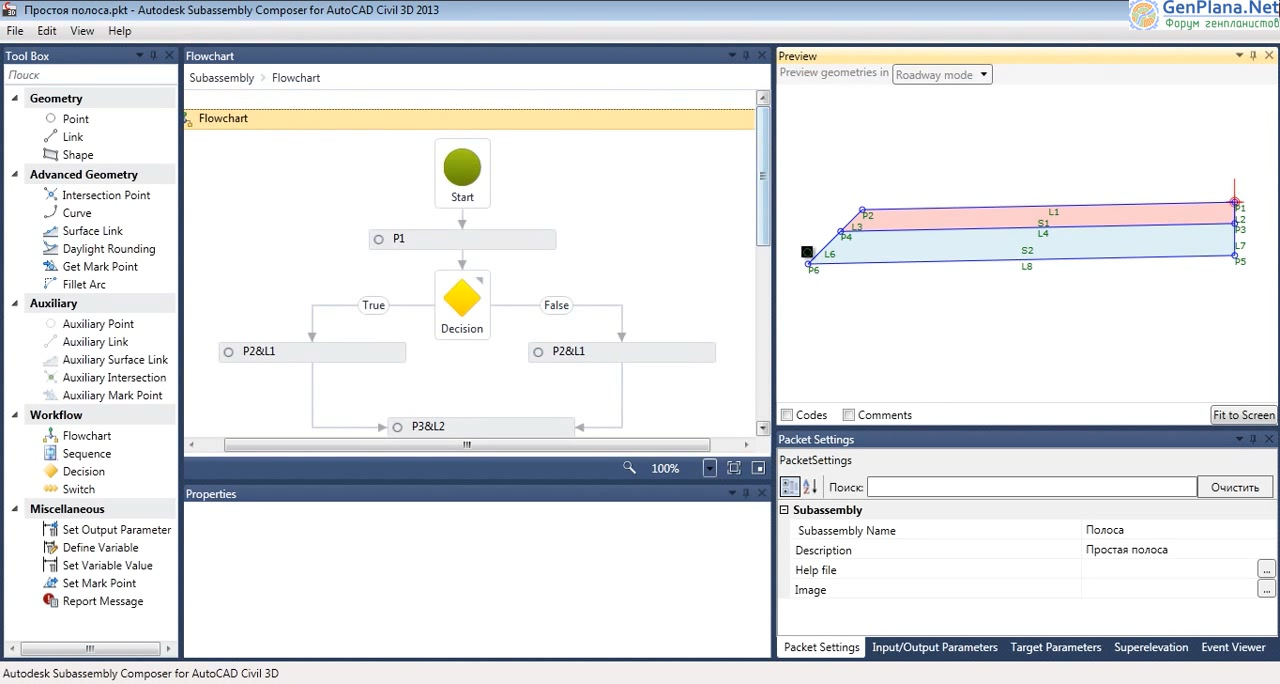 Простоя полоса.pkt - Autodesk Subassembly Composer for AutoCAD Civil 3D 2013
GenPlana.Net
Форум генпланистов
File Edit View Help
Tool Box
Поиск
Geometry
Point
Link
Shape
Advanced Geometry
Intersection Point
Curve
Surface Link
Daylight Rounding
Get Mark Point
Fillet Arc
Auxiliary
Auxiliary Point
Auxiliary Link
Auxiliary Surface Link
Auxiliary Intersection
Auxiliary Mark Point
Workflow
Flowchart
Sequence
Decision
Switch
Miscellaneous
Set Output Parameter
Define Variable
Set Variable Value
Set Mark Point
Report Message
Flowchart
Subassembly > Flowchart
Flowchart
Start
P1
True
False
Decision
P2&L1
P2&L1
P3&L2
100%
Properties
Preview
Preview geometries in Roadway mode
P1
P2
L1
L2
L3
S1
P3
P4
L4
L6
S2
L7
P5
P6
L8
Codes
Comments
Fit to Screen
Packet Settings
PacketSettings
Поиск:
Очистить
Subassembly
Subassembly Name Полоса
Description Простая полоса
Help file ...
Image ...
Packet Settings Input/Output Parameters Target Parameters Superelevation Event Viewer
Autodesk Subassembly Composer for AutoCAD Civil 3D